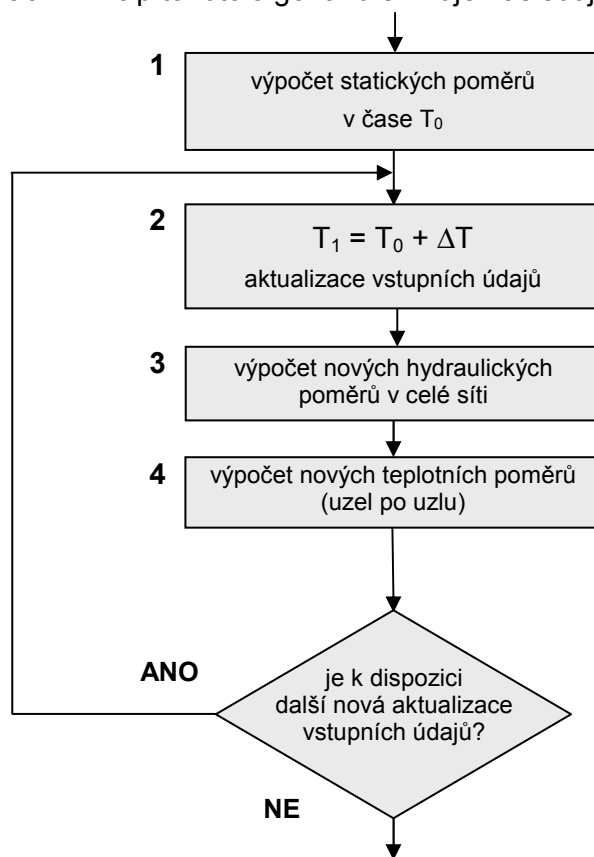 1
výpočet statických poměrů
v čase T₀
2
T₁ = T₀ + ΔT
aktualizace vstupních údajů
3
výpočet nových hydraulických
poměrů v celé síti
4
výpočet nových teplotních poměrů
(uzel po uzlu)
ANO
je k dispozici
další nová aktualizace
vstupních údajů?
NE